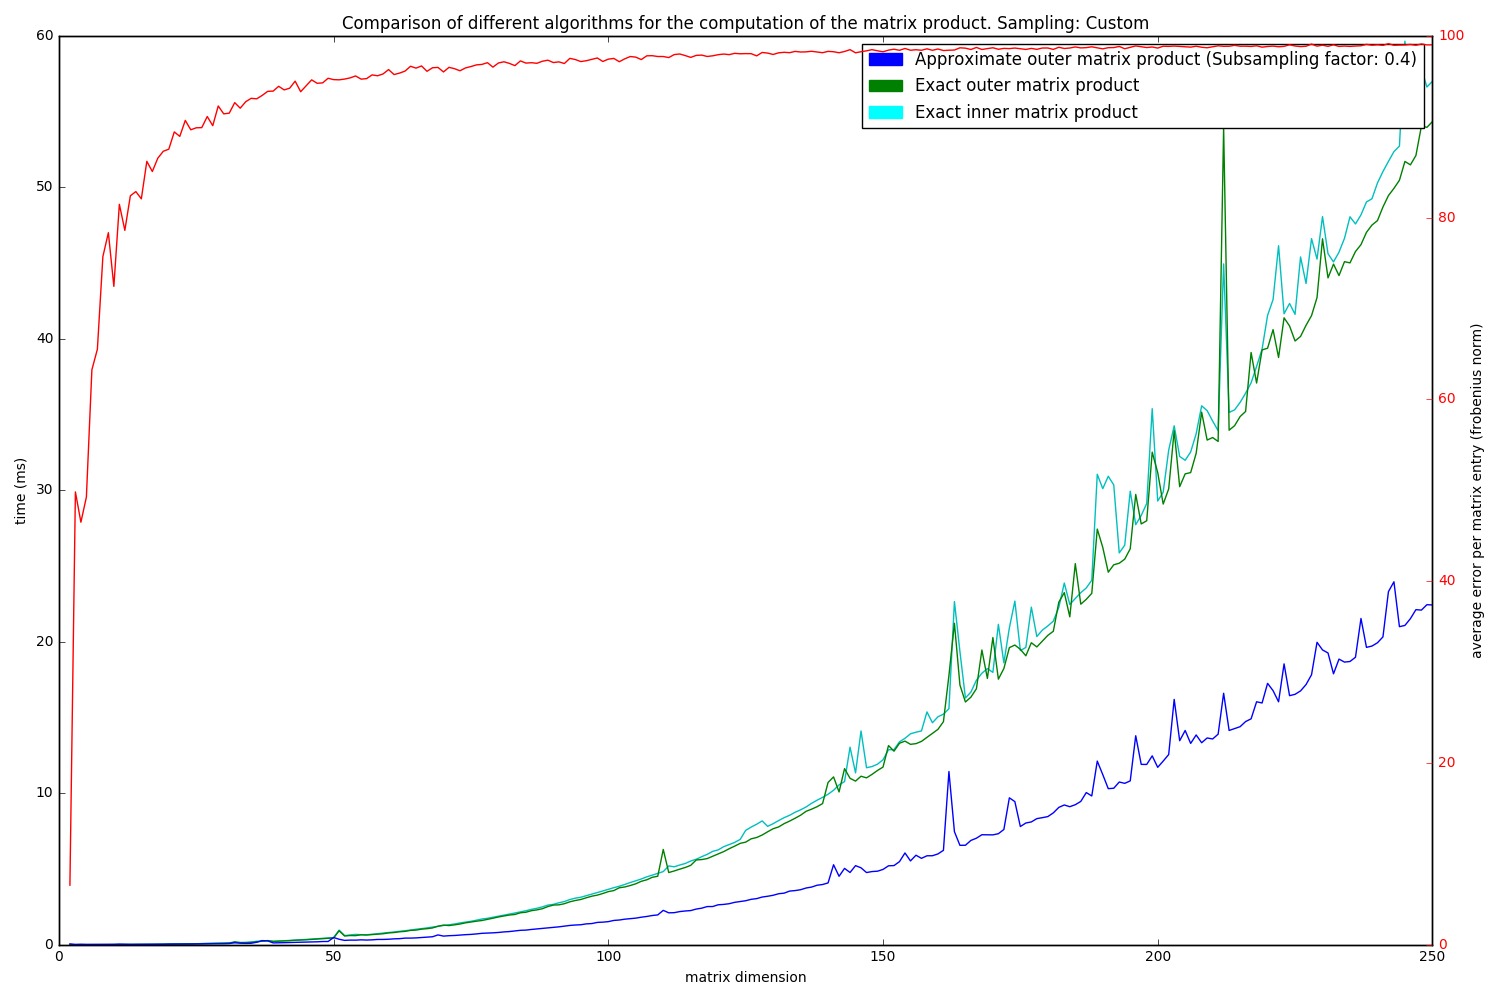 Comparison of different algorithms for the computation of the matrix product. Sampling: Custom
Approximate outer matrix product (Subsampling factor: 0.4)
Exact outer matrix product
Exact inner matrix product
60
50
40
30
20
10
0
time (ms)
0 50 100 150 200 250
matrix dimension
100
80
60
40
20
0
average error per matrix entry (frobenius norm)